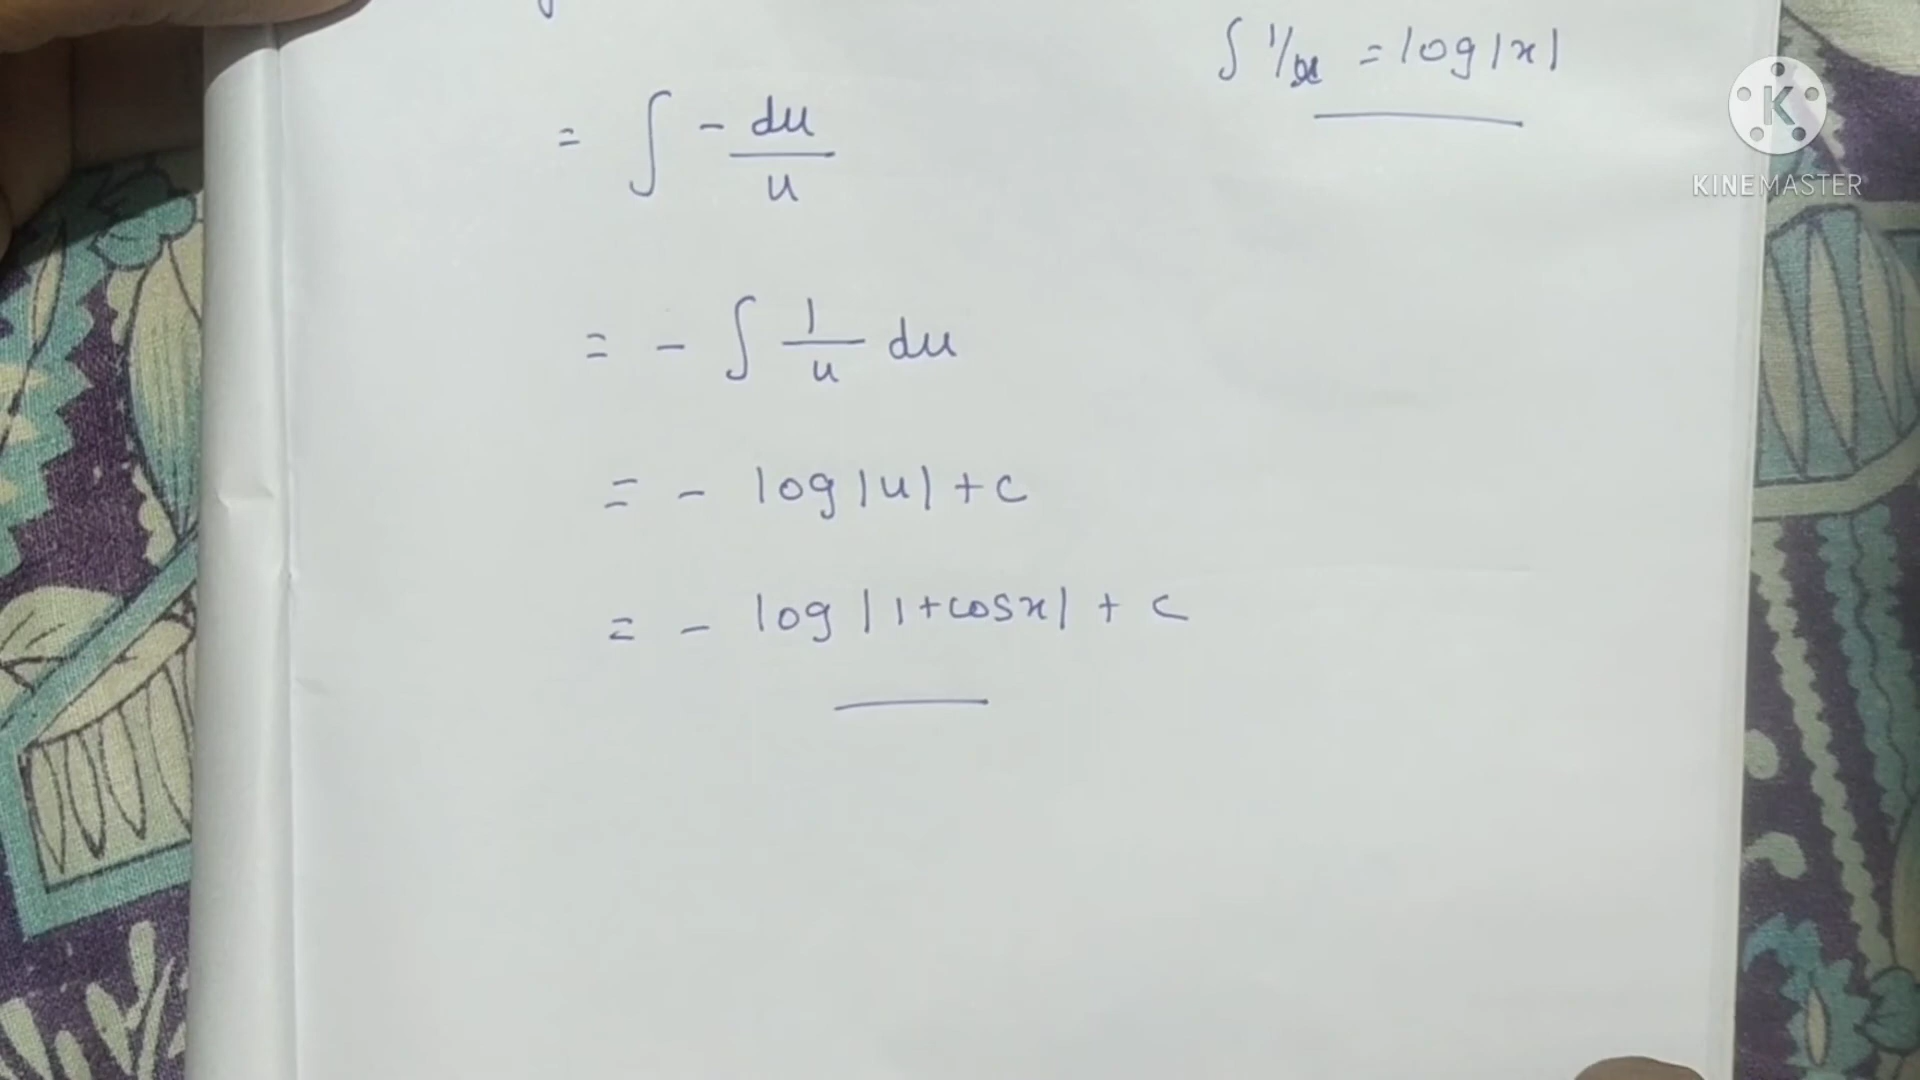 ∫ 1/x = log|x|
= ∫ - du/u
= - ∫ 1/u du
= - log|u| + c
= - log|1+cosx| + c
K
KINEMASTER